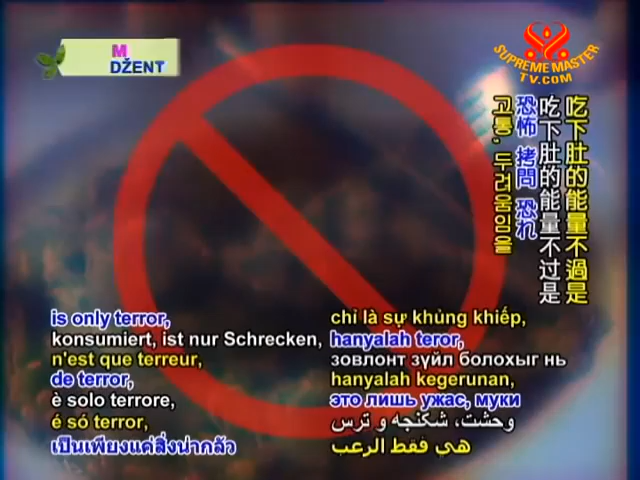 M
DŽENT
SUPREME MASTER
TV.COM
吃下肚的能量不過是
吃下肚的能量不过是
恐怖 拷問 恐れ
고통, 두려움임을
is only terror,
konsumiert, ist nur Schrecken,
n'est que terreur,
de terror,
è solo terrore,
é só terror,
เป็นเพียงแค่สิ่งน่ากลัว
chỉ là sự khủng khiếp,
hanyalah teror,
зовлонт зүйл болохыг нь
hanyalah kegerunan,
это лишь ужас, муки
وحشت، شکنجه و ترس
هي فقط الرعب